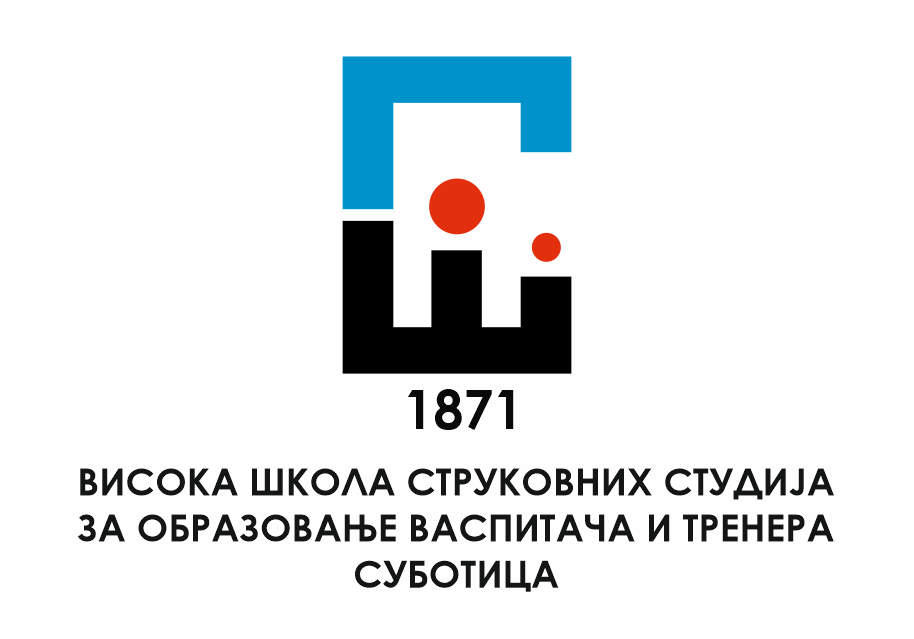 1871
ВИСОКА ШКОЛА СТРУКОВНИХ СТУДИЈА
ЗА ОБРАЗОВАЊЕ ВАСПИТАЧА И ТРЕНЕРА
СУБОТИЦА